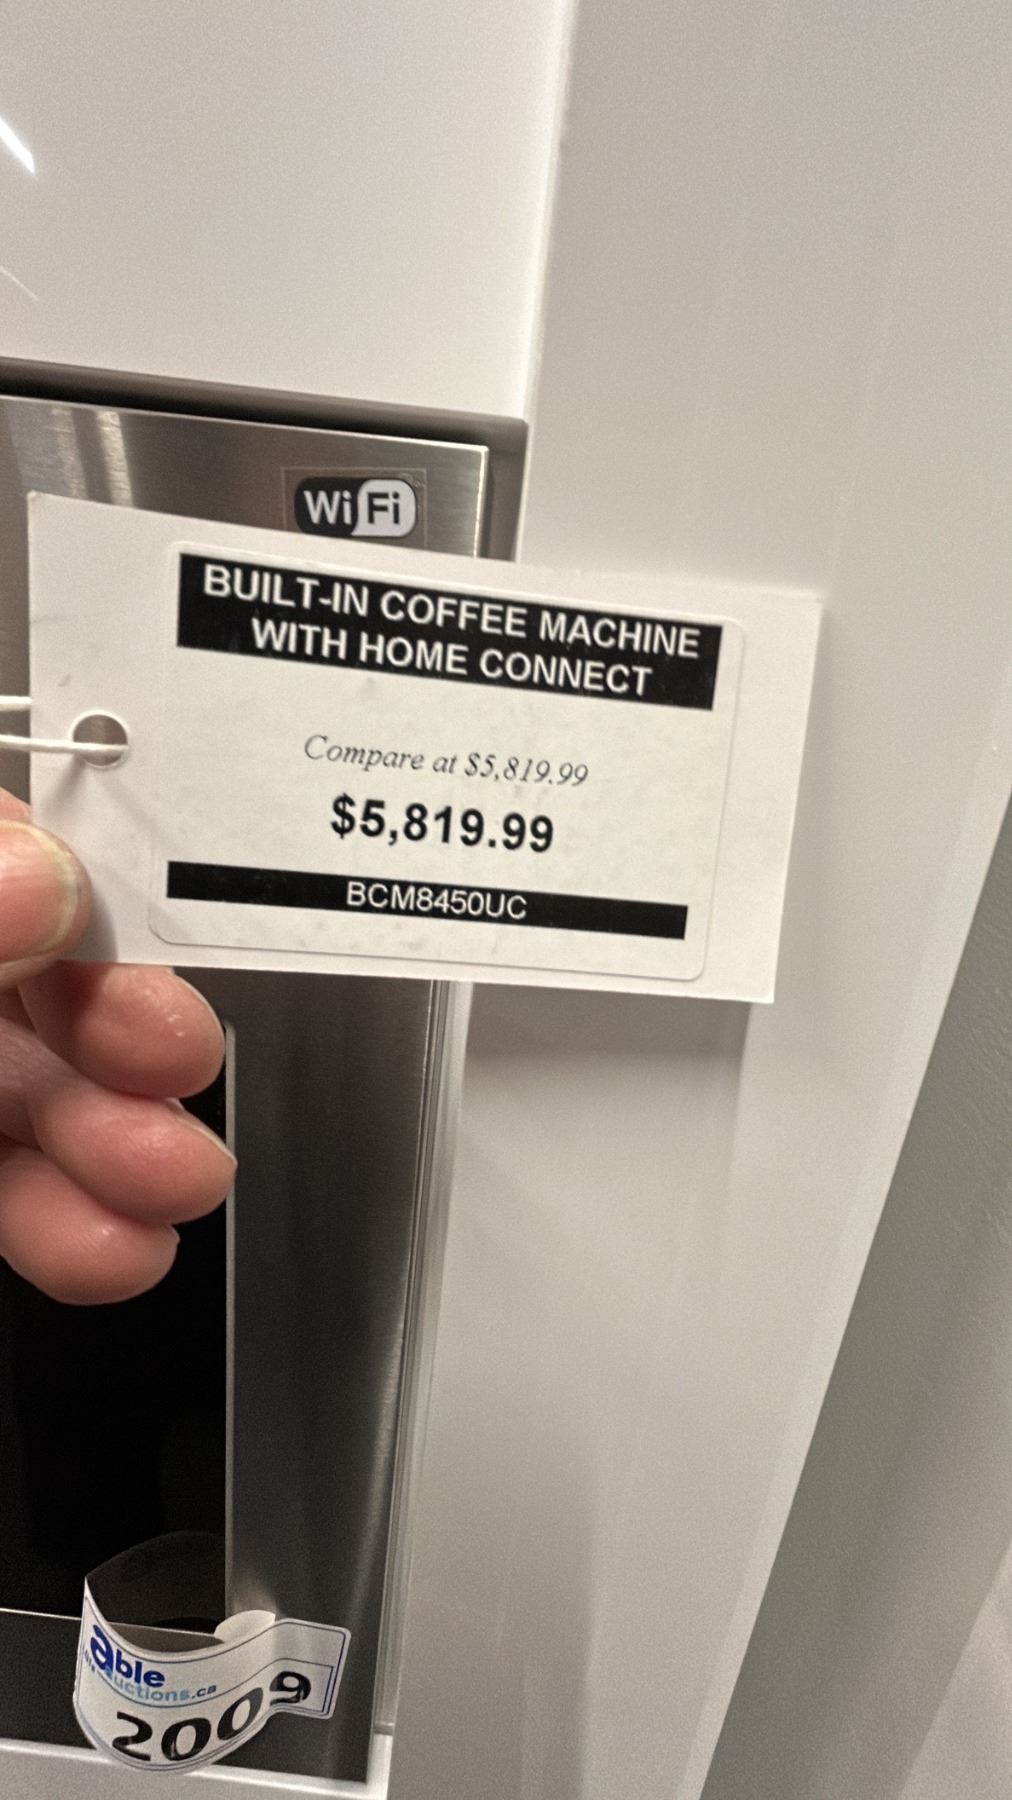 WiFi
BUILT-IN COFFEE MACHINE
WITH HOME CONNECT
Compare at $5,819.99
$5,819.99
BCM8450UC
able
uctions.ca
2009